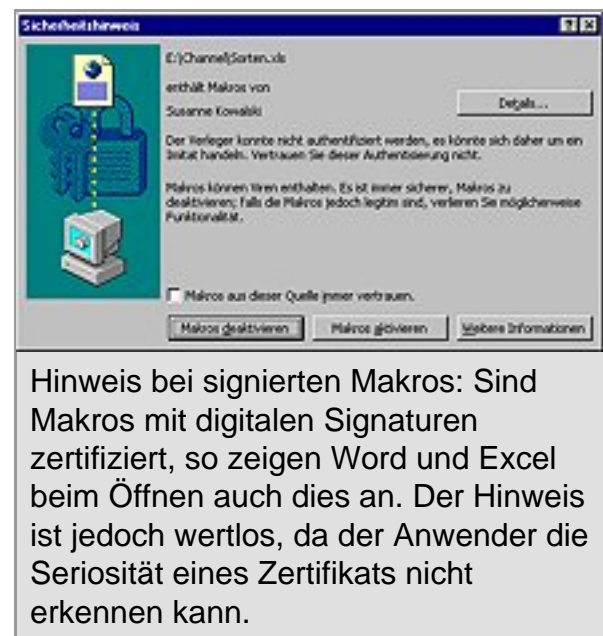 Sicherheitshinweis
E:\Channel\Sorten.xls
enthält Makros von
Susanne Kowalski
Details...
Der Verleger konnte nicht authentifiziert werden, es könnte sich daher um ein
Imitat handeln. Vertrauen Sie dieser Authentisierung nicht.
Makros können Viren enthalten. Es ist immer sicherer, Makros zu
deaktivieren; falls die Makros jedoch legitim sind, verlieren Sie möglicherweise
Funktionalität.
Makros aus dieser Quelle immer vertrauen.
Makros deaktivieren
Makros aktivieren
Weitere Informationen
Hinweis bei signierten Makros: Sind
Makros mit digitalen Signaturen
zertifiziert, so zeigen Word und Excel
beim Öffnen auch dies an. Der Hinweis
ist jedoch wertlos, da der Anwender die
Seriosität eines Zertifikats nicht
erkennen kann.